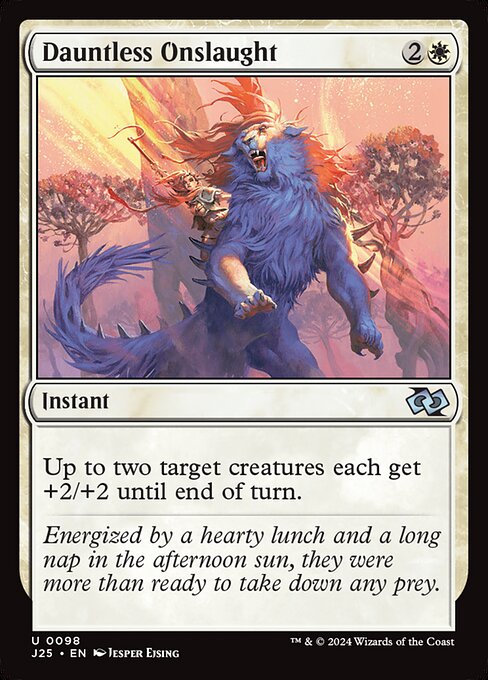 Dauntless Onslaught 2
Instant
Up to two target creatures each get
+2/+2 until end of turn.
Energized by a hearty lunch and a long
nap in the afternoon sun, they were
more than ready to take down any prey.
U 0098
J25 • EN Jesper Eising
™ & © 2024 Wizards of the Coast